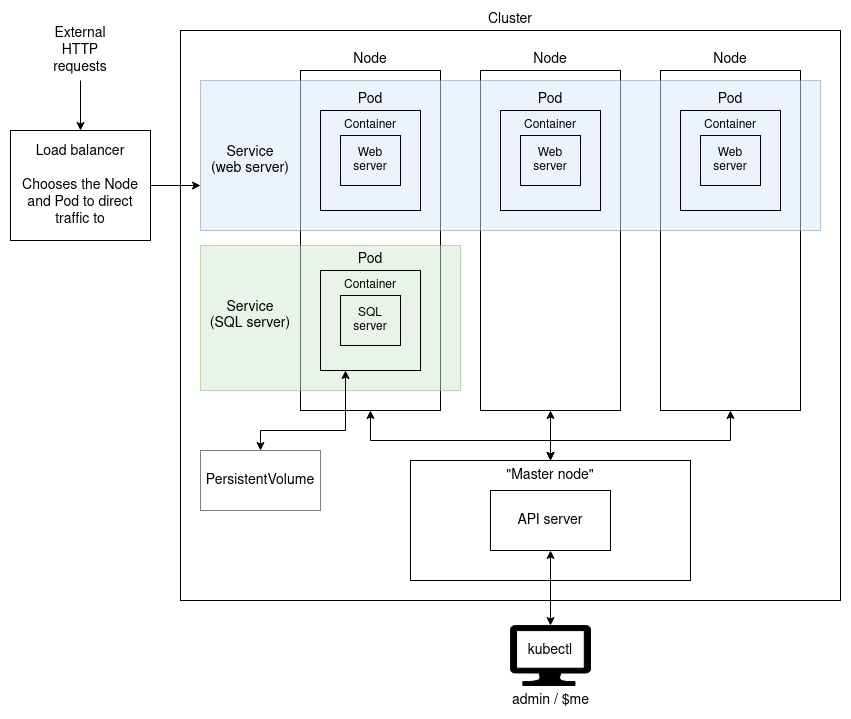 Cluster
External
HTTP
requests
Node
Node
Node
Load balancer
Chooses the Node
and Pod to direct
traffic to
Service
(web server)
Pod
Container
Web
server
Pod
Container
Web
server
Pod
Container
Web
server
Service
(SQL server)
Pod
Container
SQL
server
PersistentVolume
"Master node"
API server
kubectl
admin / $me